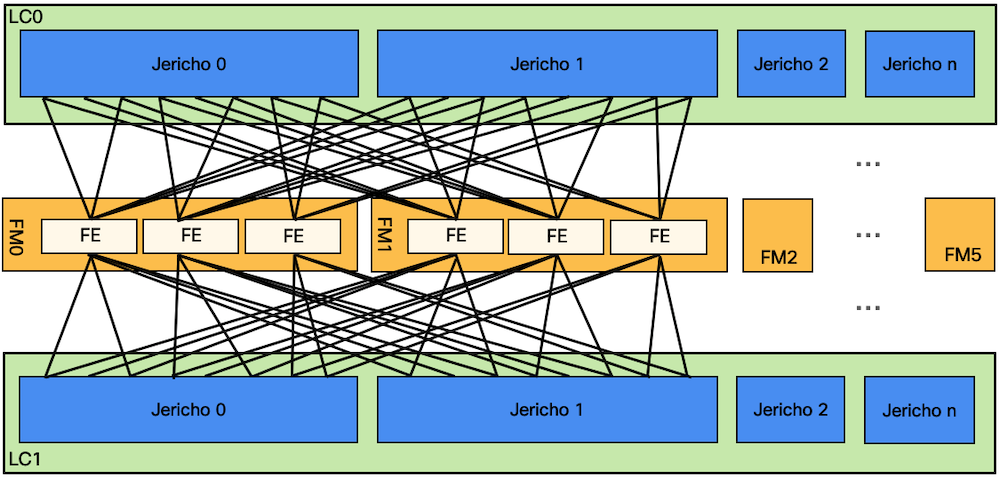 LC0
Jericho 0
Jericho 1
Jericho 2
Jericho n
...
FM0
FE
FE
FE
FM1
FE
FE
FE
FM2
...
FM5
...
Jericho 0
Jericho 1
Jericho 2
Jericho n
LC1